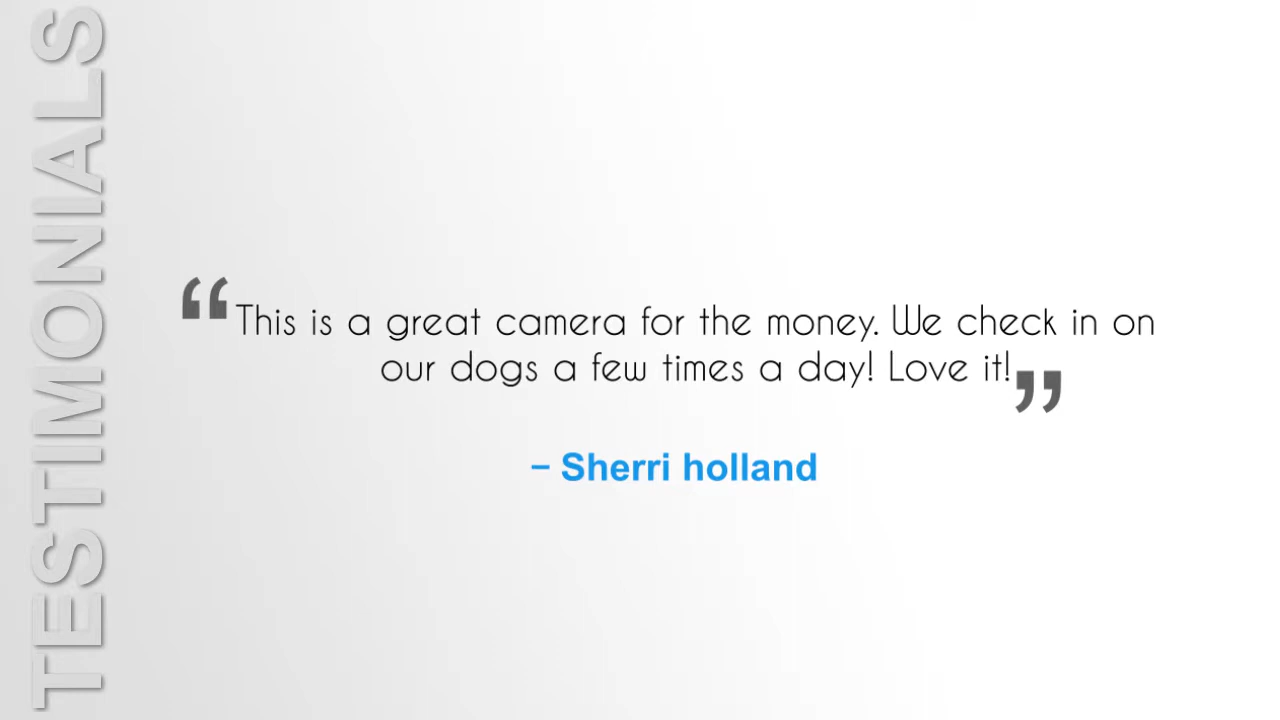 TESTIMONIALS
“This is a great camera for the money. We check in on
our dogs a few times a day! Love it!”
– Sherri holland